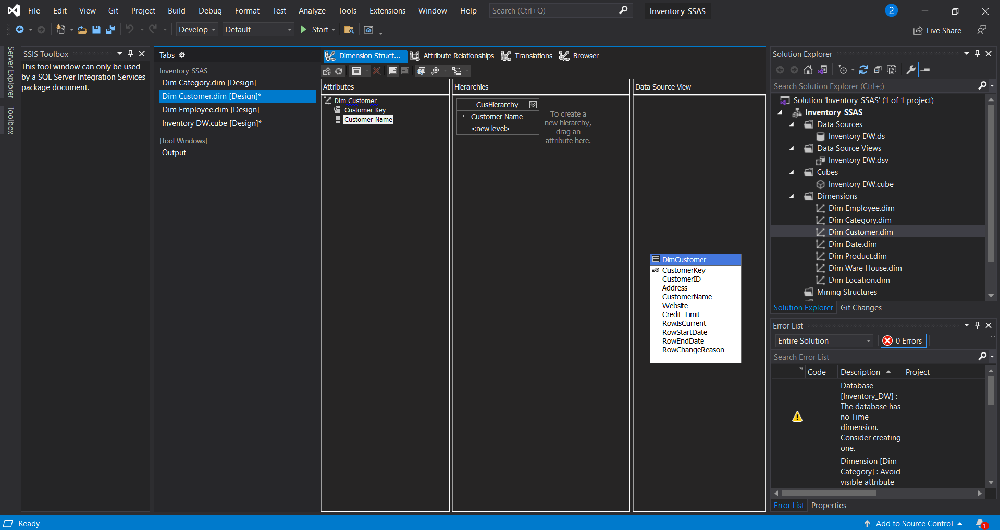 File Edit View Git Project Build Debug Format Test Analyze Tools Extensions Window Help Search (Ctrl+Q) Inventory_SSAS 2
Develop Default Start Live Share
Server Explorer
Toolbox
SSIS Toolbox
This tool window can only be used
by a SQL Server Integration Services
package document.
Tabs
Inventory_SSAS
Dim Category.dim [Design]
Dim Customer.dim [Design]*
Dim Employee.dim [Design]
Inventory DW.cube [Design]*
[Tool Windows]
Output
Dimension Struct... Attribute Relationships Translations Browser
Attributes
Dim Customer
Customer Key
Customer Name
Hierarchies
CusHierarchy
Customer Name
<new level>
To create a
new hierarchy,
drag an
attribute here.
Data Source View
DimCustomer
CustomerKey
CustomerID
Address
CustomerName
Website
Credit_Limit
RowIsCurrent
RowStartDate
RowEndDate
RowChangeReason
Solution Explorer
Search Solution Explorer (Ctrl+;)
Solution 'Inventory_SSAS' (1 of 1 project)
Inventory_SSAS
Data Sources
Inventory DW.ds
Data Source Views
Inventory DW.dsv
Cubes
Inventory DW.cube
Dimensions
Dim Employee.dim
Dim Category.dim
Dim Customer.dim
Dim Date.dim
Dim Product.dim
Dim Ware House.dim
Dim Location.dim
Mining Structures
Solution Explorer Git Changes
Error List
Entire Solution 0 Errors
Search Error List
Code Description Project
Database
[Inventory_DW] :
The database has
no Time
dimension.
Consider creating
one.
Dimension [Dim
Category] : Avoid
visible attribute
Error List Properties
Ready Add to Source Control 1